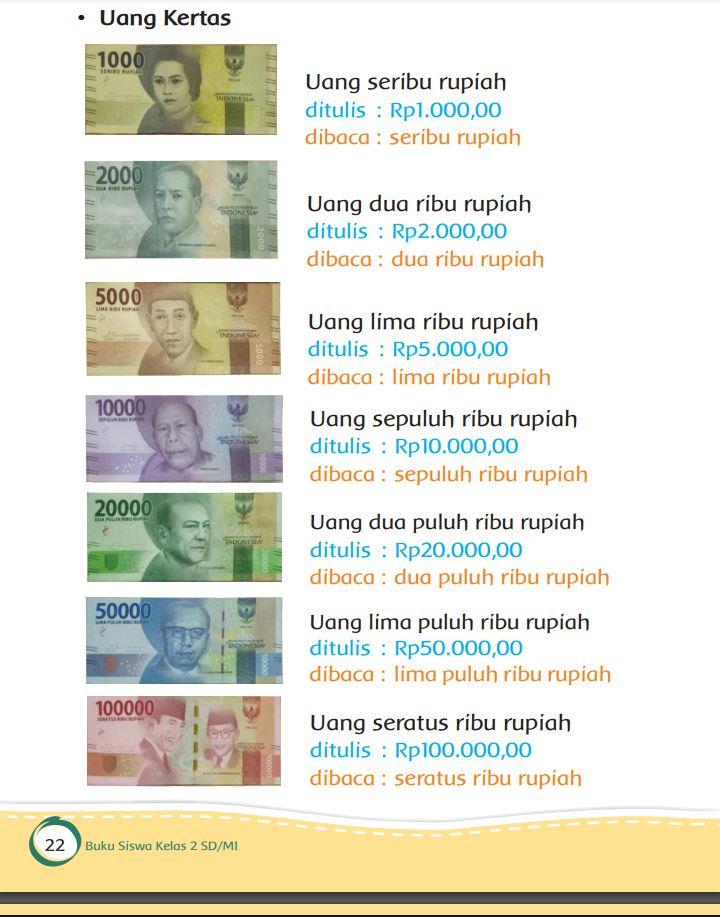 • Uang Kertas
1000
SERIBU RUPIAH
INDONESIA
Uang seribu rupiah
ditulis : Rp1.000,00
dibaca : seribu rupiah
2000
DUA RIBU RUPIAH
INDONESIA
2000
Uang dua ribu rupiah
ditulis : Rp2.000,00
dibaca : dua ribu rupiah
5000
LIMA RIBU RUPIAH
INDONESIA
5000
Uang lima ribu rupiah
ditulis : Rp5.000,00
dibaca : lima ribu rupiah
10000
SEPULUH RIBU RUPIAH
INDONESIA
10000
Uang sepuluh ribu rupiah
ditulis : Rp10.000,00
dibaca : sepuluh ribu rupiah
20000
DUA PULUH RIBU RUPIAH
INDONESIA
Uang dua puluh ribu rupiah
ditulis : Rp20.000,00
dibaca : dua puluh ribu rupiah
50000
LIMA PULUH RIBU RUPIAH
INDONESIA
50000
Uang lima puluh ribu rupiah
ditulis : Rp50.000,00
dibaca : lima puluh ribu rupiah
100000
SERATUS RIBU RUPIAH
INDONESIA
100000
Uang seratus ribu rupiah
ditulis : Rp100.000,00
dibaca : seratus ribu rupiah
22
Buku Siswa Kelas 2 SD/MI